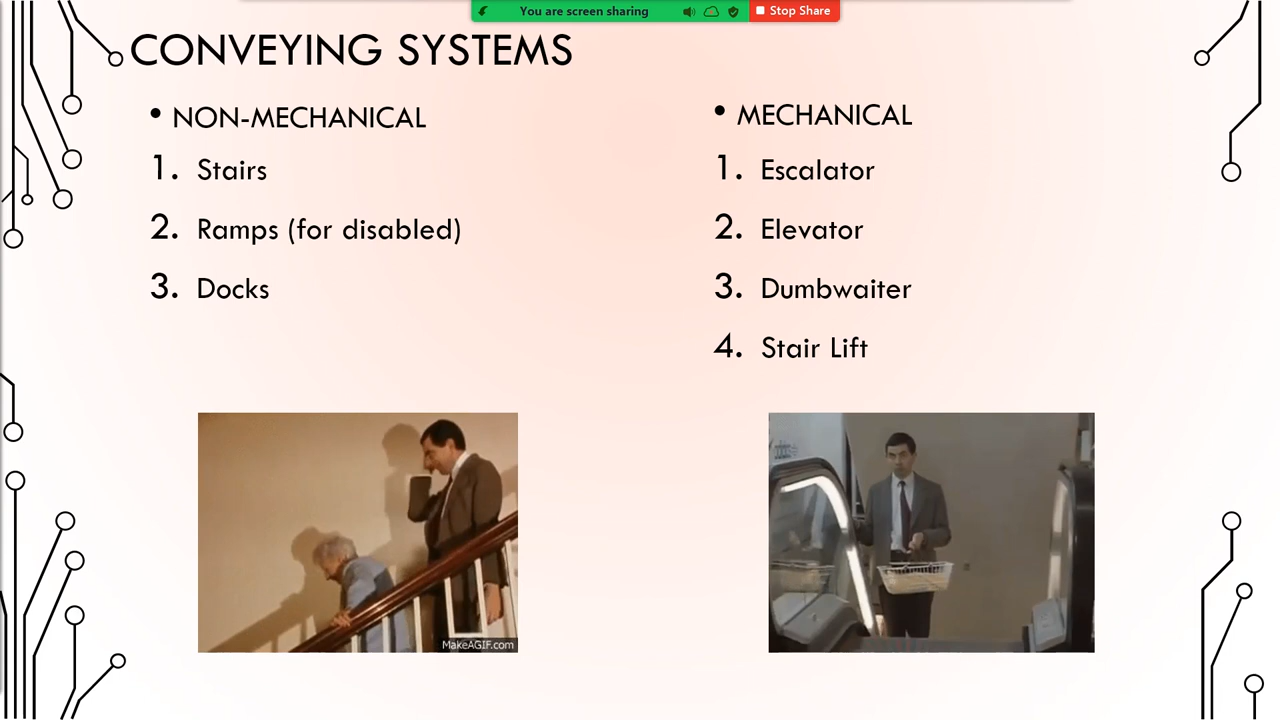 You are screen sharing
Stop Share
CONVEYING SYSTEMS
• NON-MECHANICAL
1. Stairs
2. Ramps (for disabled)
3. Docks
• MECHANICAL
1. Escalator
2. Elevator
3. Dumbwaiter
4. Stair Lift
MakeAGIF.com